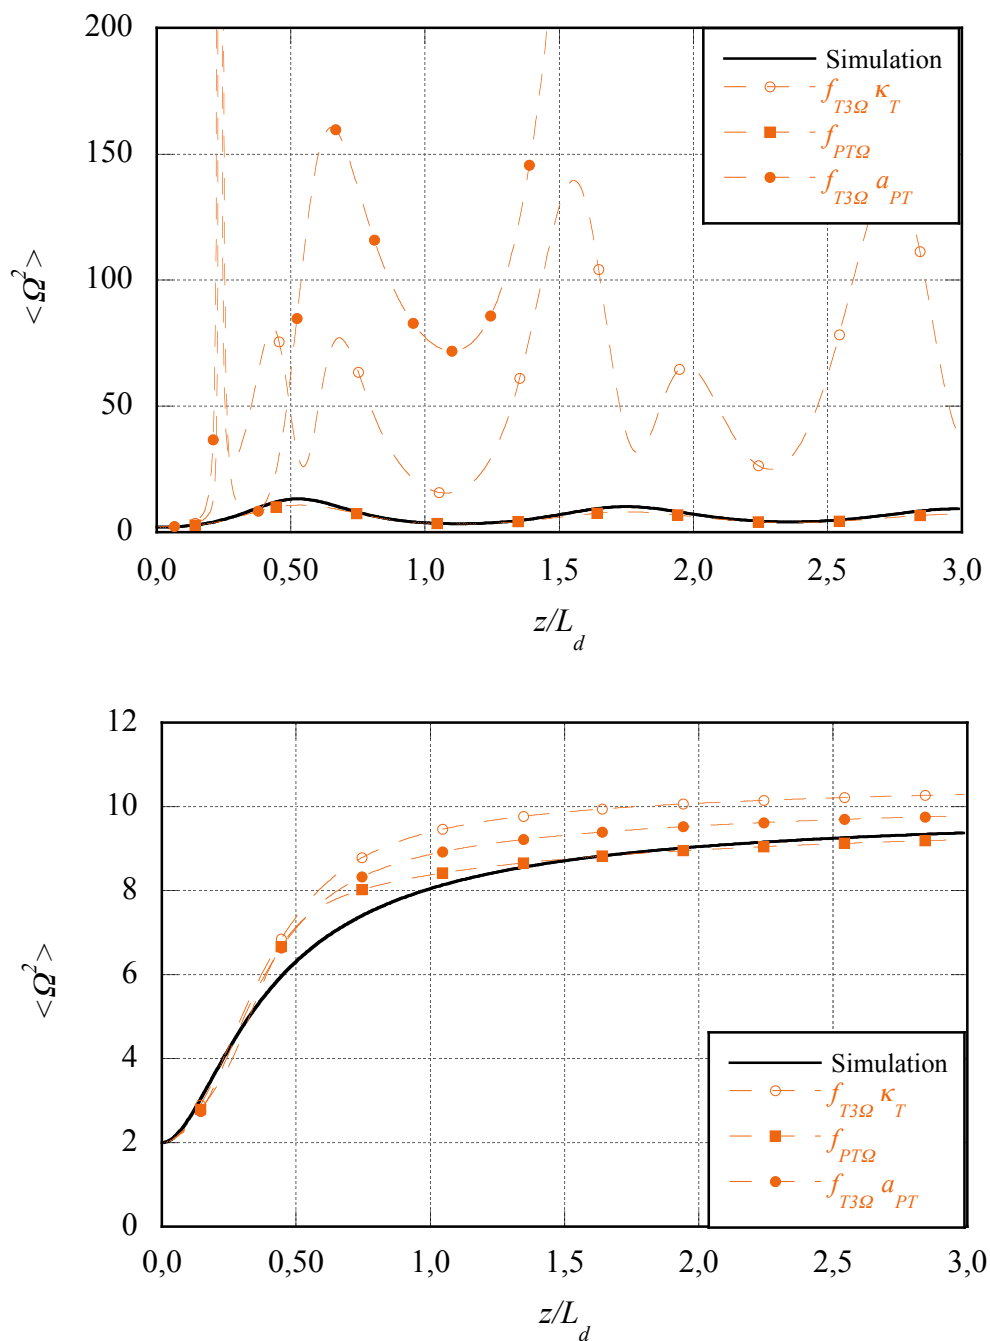 200
150
100
50
0
<Ω²>
Simulation
f_T3Ω κ_T
f_PTΩ
f_T3Ω a_PT
0,0 0,50 1,0 1,5 2,0 2,5 3,0
z/L_d
12
10
8
6
4
2
0
<Ω²>
Simulation
f_T3Ω κ_T
f_PTΩ
f_T3Ω a_PT
0,0 0,50 1,0 1,5 2,0 2,5 3,0
z/L_d